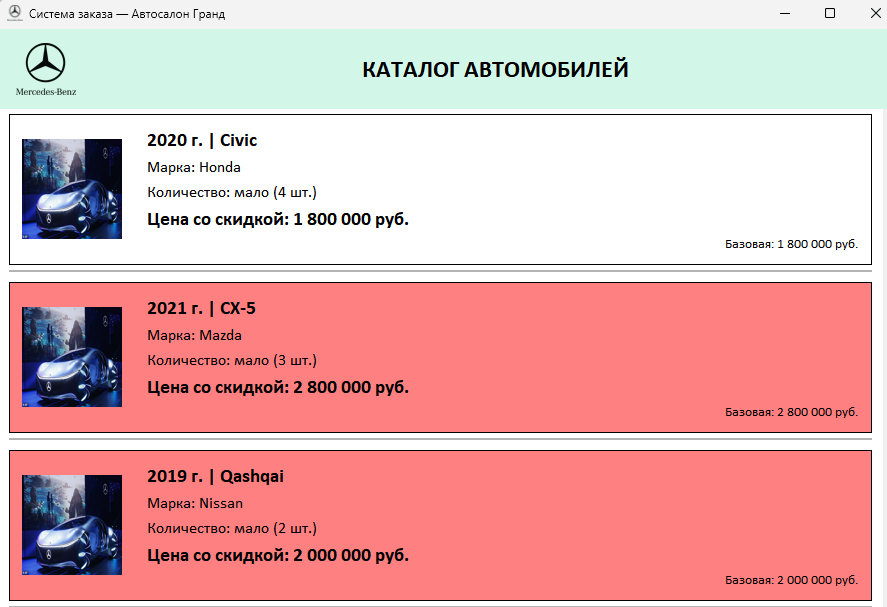 Система заказа — Автосалон Гранд
Mercedes-Benz
КАТАЛОГ АВТОМОБИЛЕЙ
2020 г. | Civic
Марка: Honda
Количество: мало (4 шт.)
Цена со скидкой: 1 800 000 руб.
Базовая: 1 800 000 руб.
2021 г. | CX-5
Марка: Mazda
Количество: мало (3 шт.)
Цена со скидкой: 2 800 000 руб.
Базовая: 2 800 000 руб.
2019 г. | Qashqai
Марка: Nissan
Количество: мало (2 шт.)
Цена со скидкой: 2 000 000 руб.
Базовая: 2 000 000 руб.